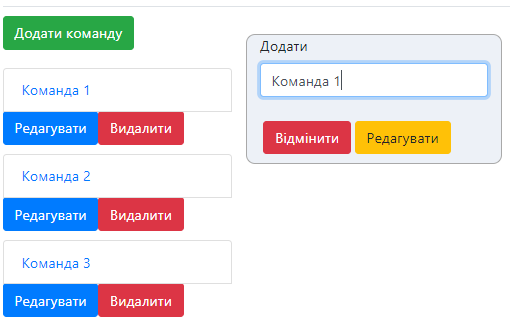 Додати команду
Команда 1
Редагувати Видалити
Команда 2
Редагувати Видалити
Команда 3
Редагувати Видалити
Додати
Команда 1
Відмінити Редагувати